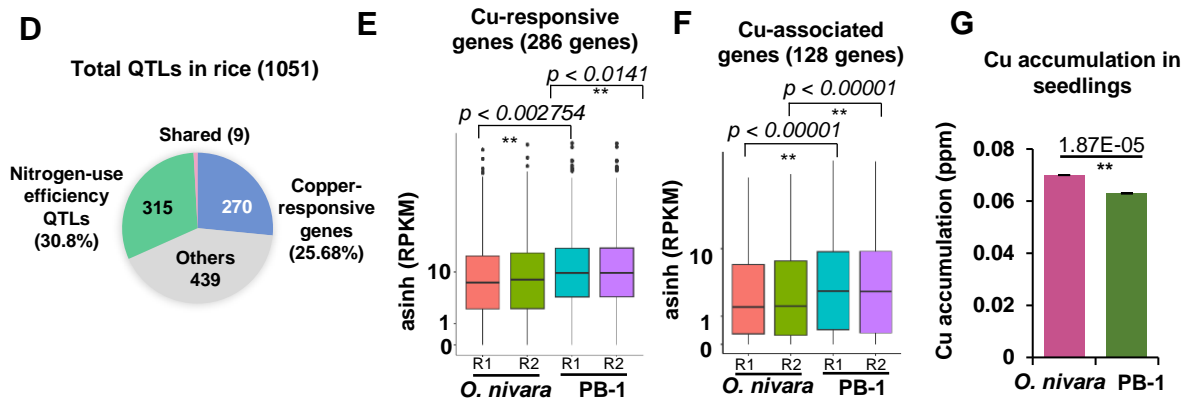 D
Total QTLs in rice (1051)
Shared (9)
Nitrogen-use
efficiency
QTLs
(30.8%)
315
270
Copper-
responsive
genes
(25.68%)
Others
439
E
Cu-responsive
genes (286 genes)
p < 0.0141
**
p < 0.002754
**
asinh (RPKM)
10
1
0
R1
R2
R1
R2
O. nivara
PB-1
F
Cu-associated
genes (128 genes)
p < 0.00001
**
p < 0.00001
**
asinh (RPKM)
10
1
0
R1
R2
R1
R2
O. nivara
PB-1
G
Cu accumulation in
seedlings
1.87E-05
**
Cu accumulation (ppm)
0.08
0.06
0.04
0.02
0
O. nivara
PB-1